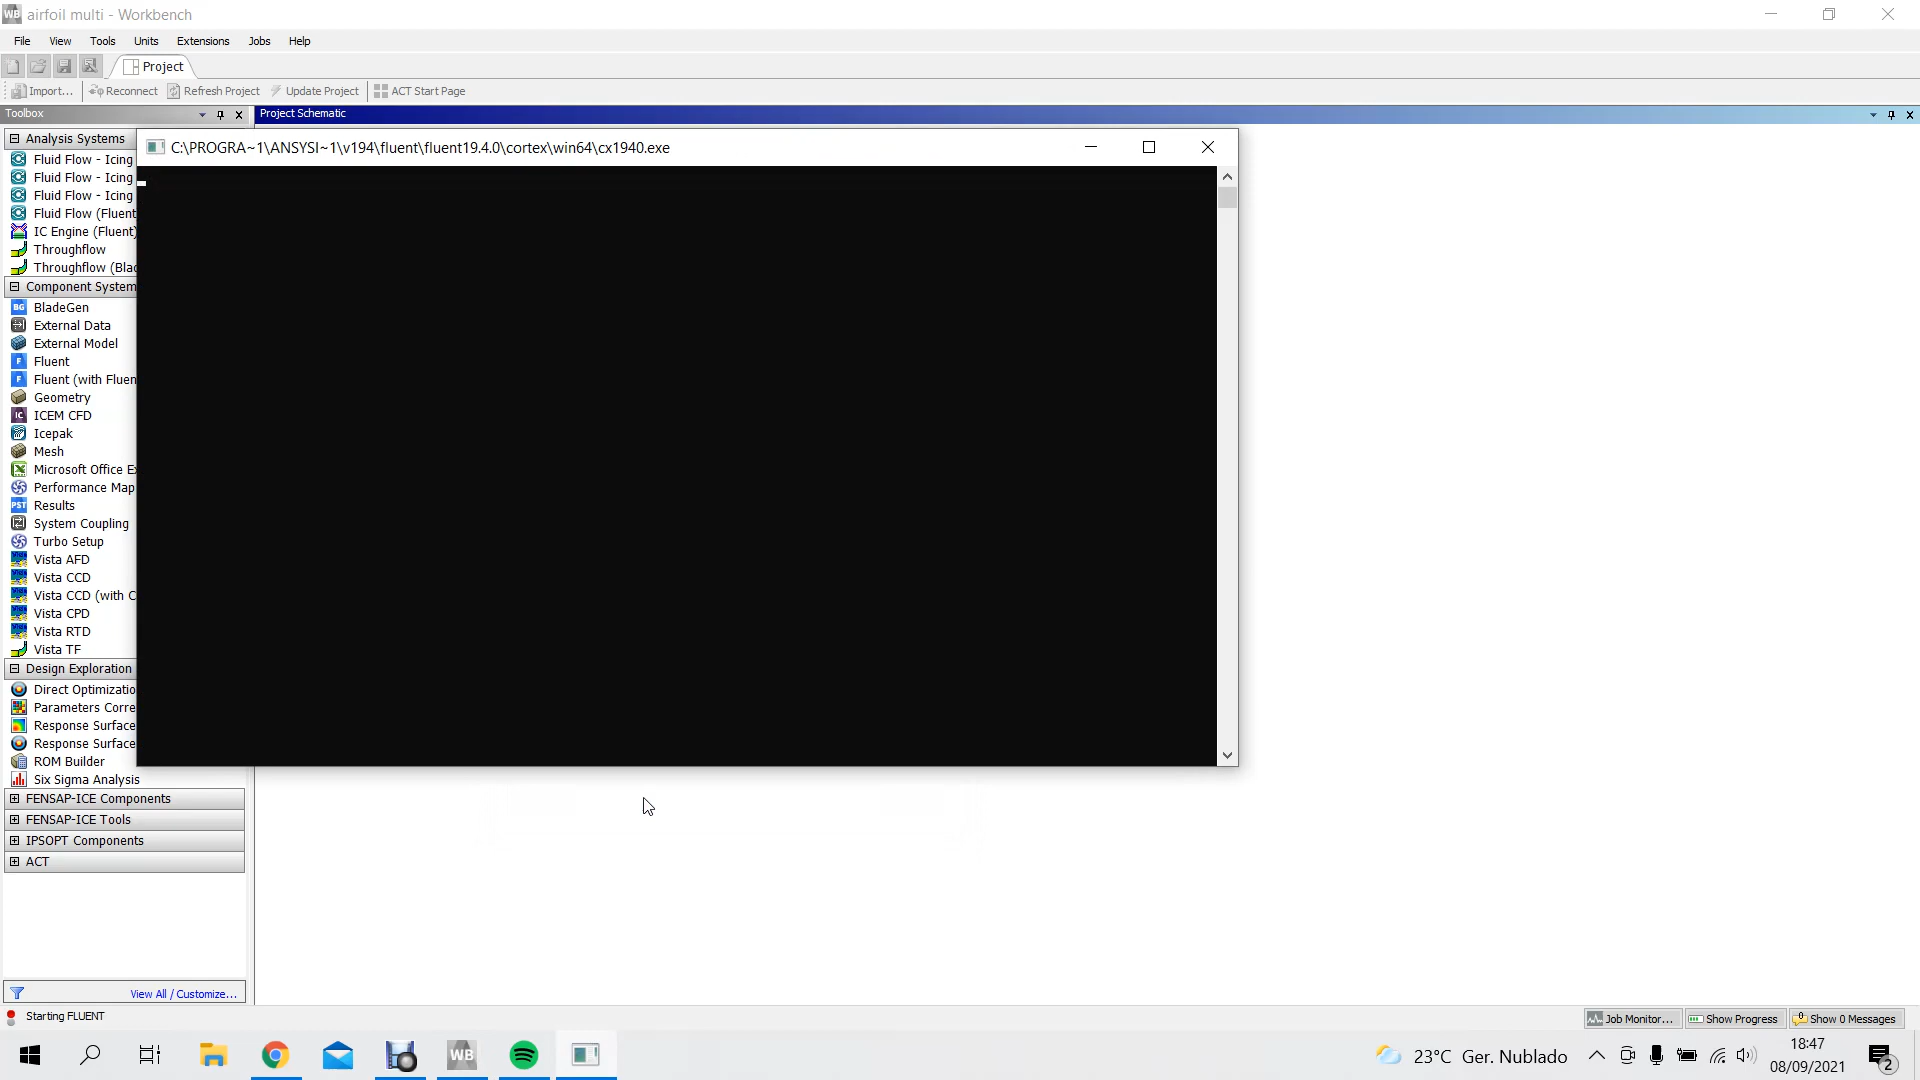 airfoil multi - Workbench
File View Tools Units Extensions Jobs Help
Project
Import... Reconnect Refresh Project Update Project ACT Start Page
Toolbox
Project Schematic
Analysis Systems
Fluid Flow - Icing
Fluid Flow - Icing
Fluid Flow - Icing
Fluid Flow (Fluent
IC Engine (Fluent)
Throughflow
Throughflow (Blad
Component System
BladeGen
External Data
External Model
Fluent
Fluent (with Fluen
Geometry
ICEM CFD
Icepak
Mesh
Microsoft Office Ex
Performance Map
Results
System Coupling
Turbo Setup
Vista AFD
Vista CCD
Vista CCD (with C
Vista CPD
Vista RTD
Vista TF
Design Exploration
Direct Optimizatio
Parameters Corre
Response Surface
Response Surface
ROM Builder
Six Sigma Analysis
FENSAP-ICE Components
FENSAP-ICE Tools
IPSOPT Components
ACT
View All / Customize...
C:\PROGRA~1\ANSYSI~1\v194\fluent\fluent19.4.0\cortex\win64\cx1940.exe
Starting FLUENT
Job Monitor... Show Progress Show 0 Messages
WB
23°C Ger. Nublado
18:47
08/09/2021
2